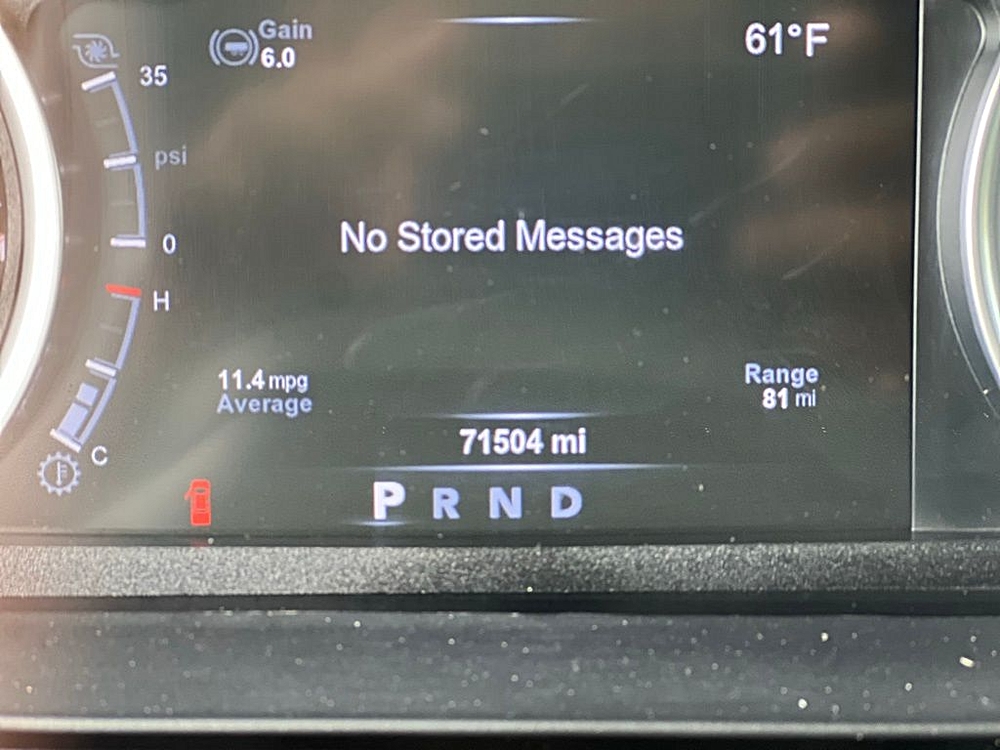 Gain
6.0
61°F
35
psi
0
No Stored Messages
H
11.4 mpg
Average
Range
81 mi
71504 mi
C
P R N D